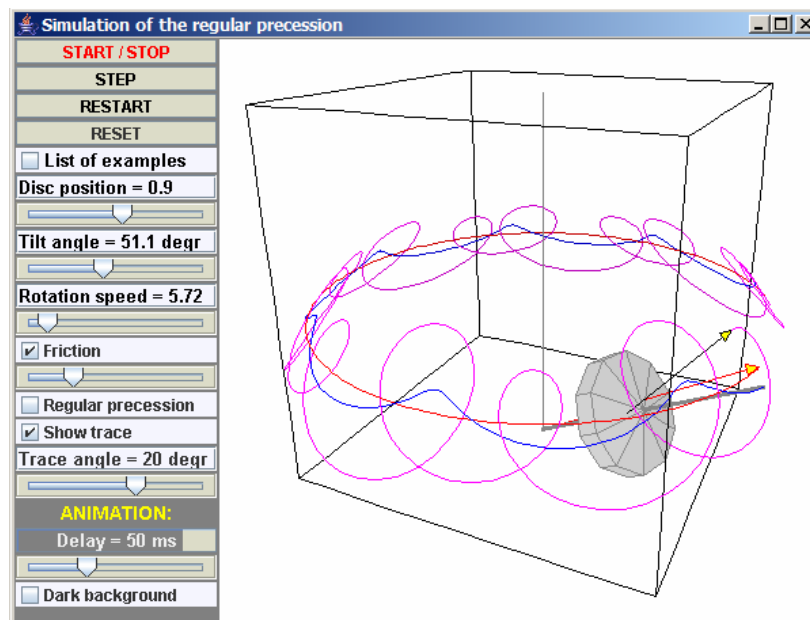 Simulation of the regular precession
START / STOP
STEP
RESTART
RESET
List of examples
Disc position = 0.9
Tilt angle = 51.1 degr
Rotation speed = 5.72
Friction
Regular precession
Show trace
Trace angle = 20 degr
ANIMATION:
Delay = 50 ms
Dark background